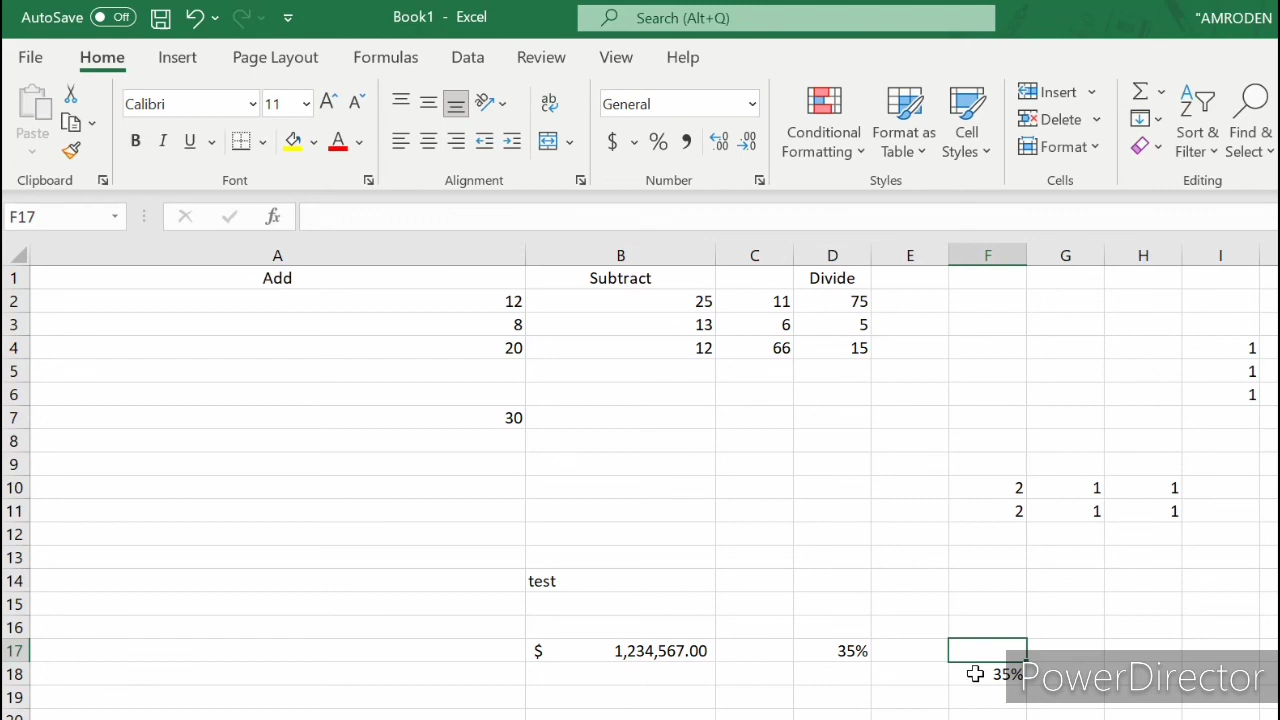 AutoSave Off Book1 - Excel Search (Alt+Q) "AMRODEN
File Home Insert Page Layout Formulas Data Review View Help
Paste Calibri 11 A^ A^ ab General Conditional Formatting Format as Table Cell Styles Insert Delete Format Sort & Filter Find & Select
B I U A $ % , .00 .00
Clipboard Font Alignment Number Styles Cells Editing
F17 fx
A B C D E F G H I
1 Add Subtract Divide
2 12 25 11 75
3 8 13 6 5
4 20 12 66 15 1
5 1
6 1
7 30
8
9
10 2 1 1
11 2 1 1
12
13
14 test
15
16
17 $ 1,234,567.00 35%
18 35%
19
PowerDirector